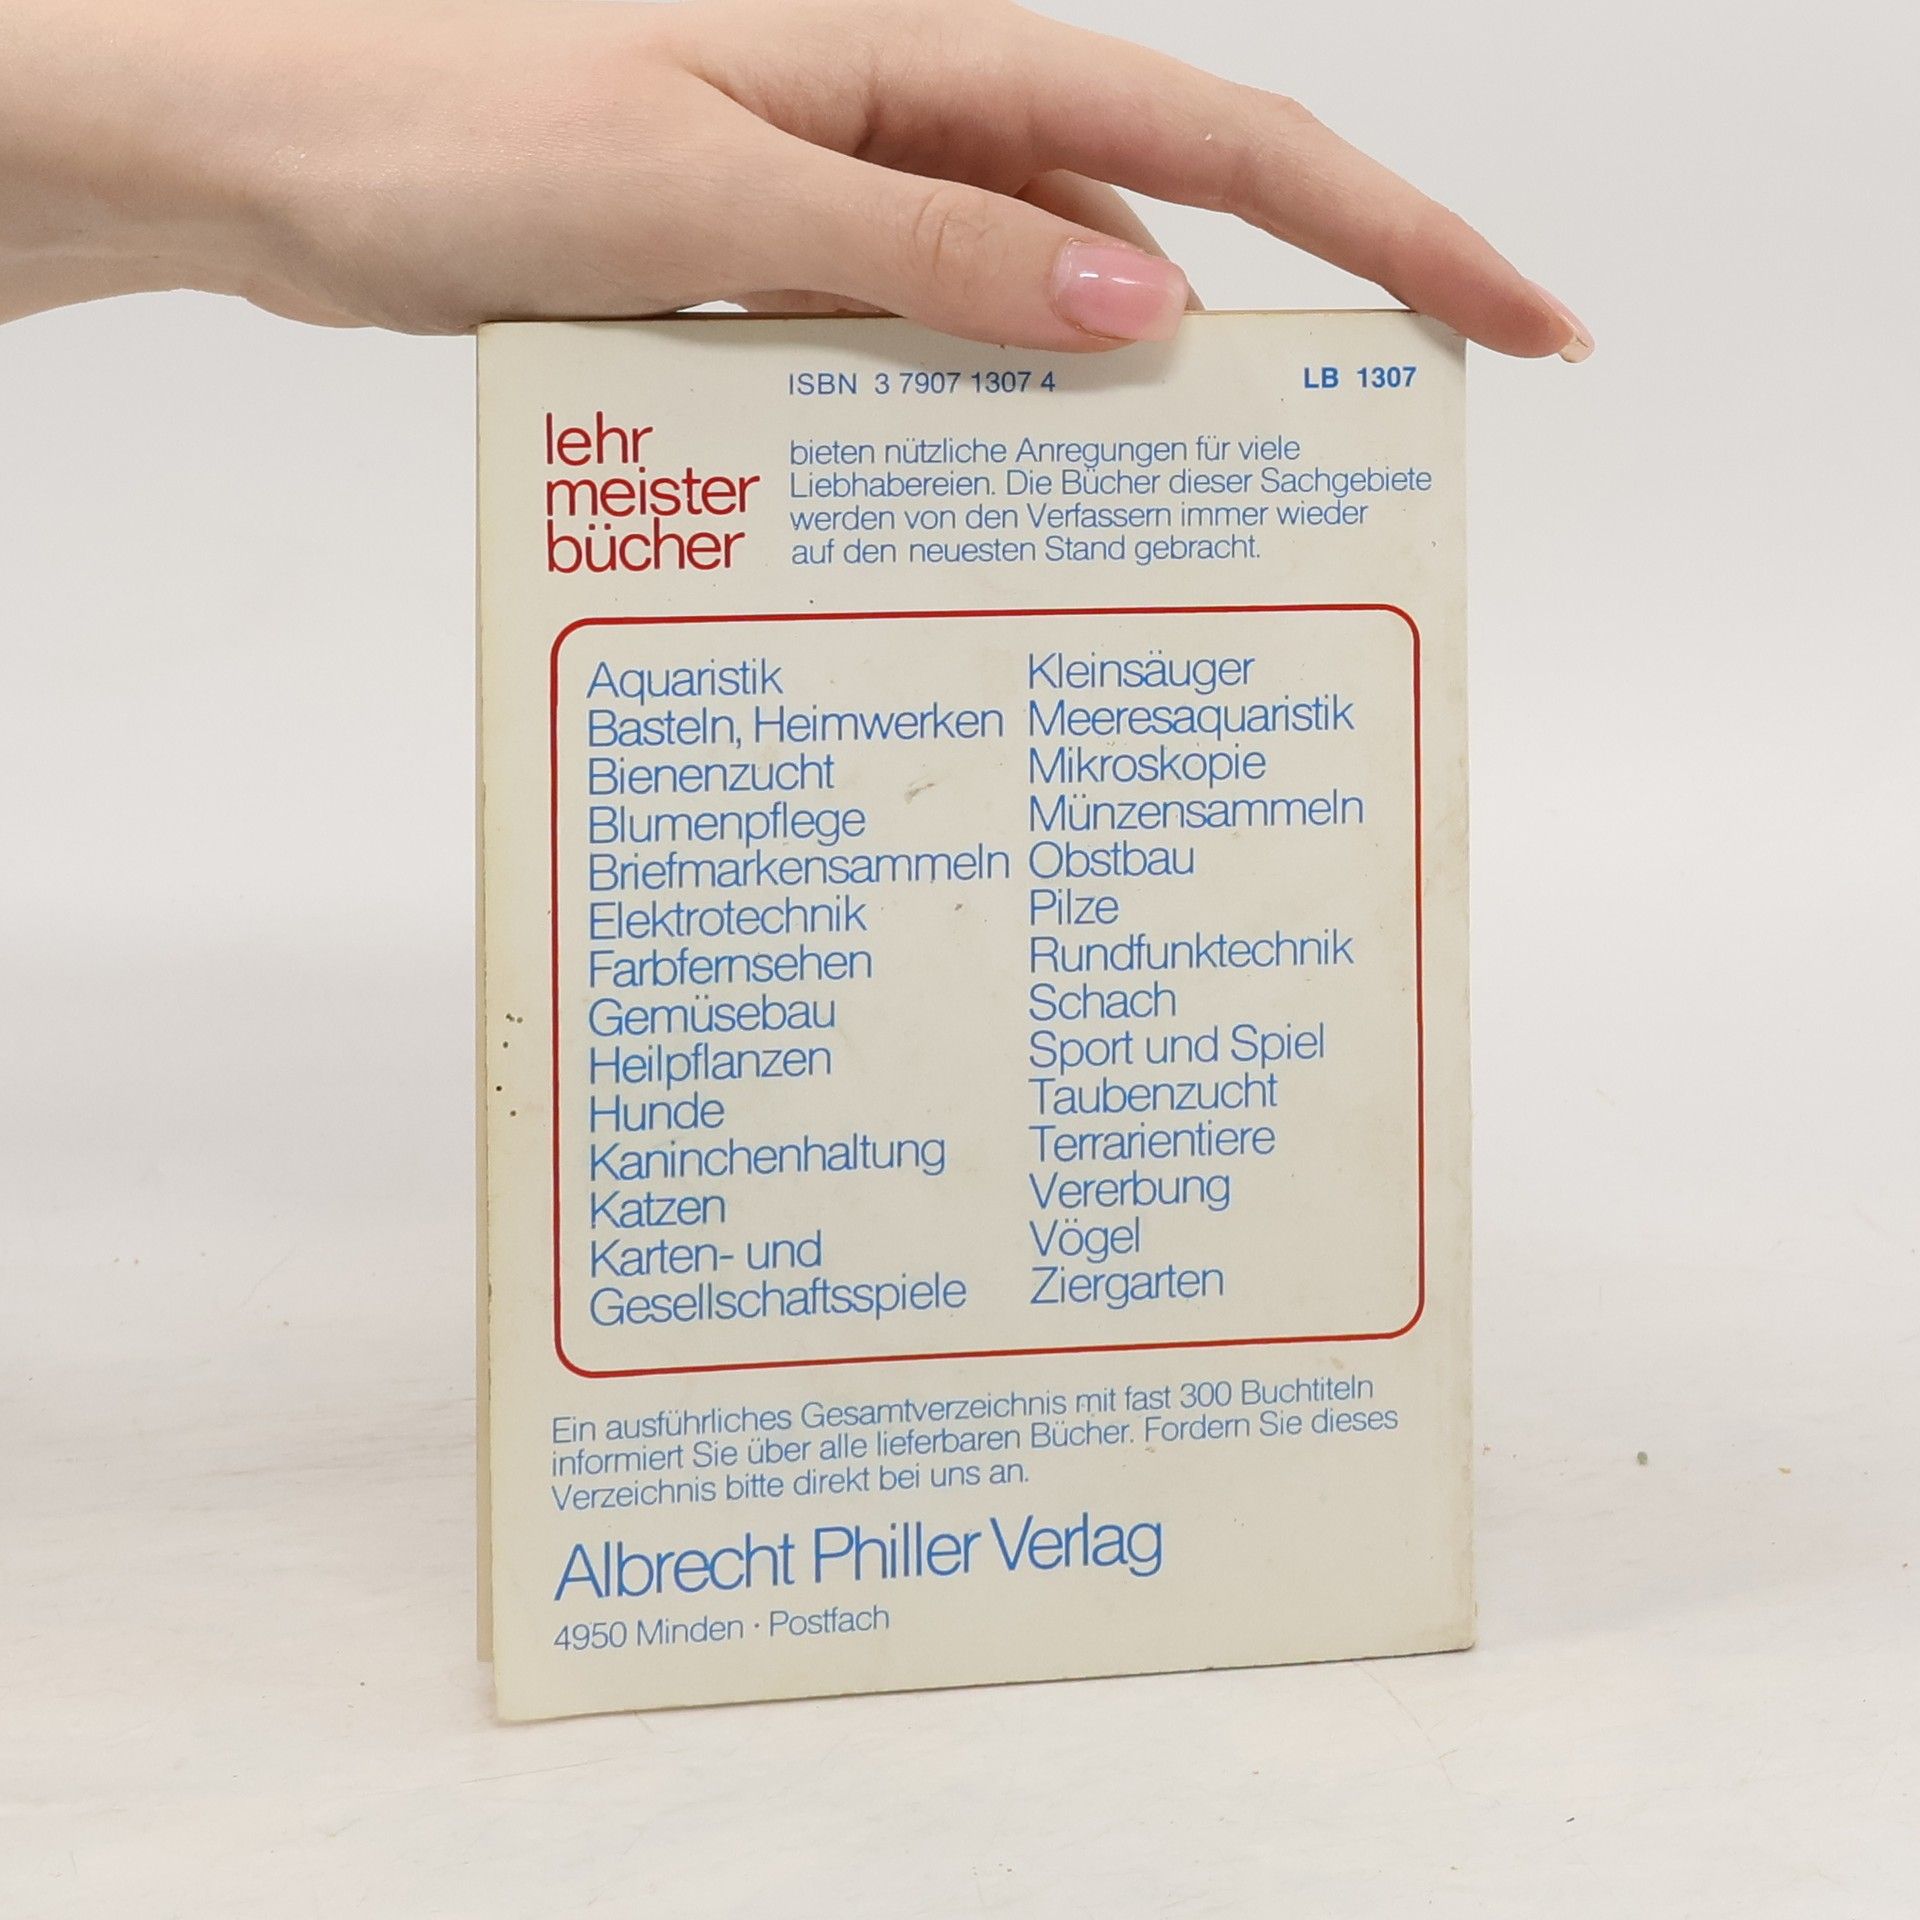 ISBN 3 7907 1307 4
LB 1307
lehr
meister
bücher
bieten nützliche Anregungen für viele
Liebhabereien. Die Bücher dieser Sachgebiete
werden von den Verfassern immer wieder
auf den neuesten Stand gebracht.
Aquaristik
Basteln, Heimwerken
Bienenzucht
Blumenpflege
Briefmarkensammeln
Elektrotechnik
Farbfernsehen
Gemüsebau
Heilpflanzen
Hunde
Kaninchenhaltung
Katzen
Karten- und
Gesellschaftsspiele
Kleinsäuger
Meeresaquaristik
Mikroskopie
Münzensammeln
Obstbau
Pilze
Rundfunktechnik
Schach
Sport und Spiel
Taubenzucht
Terrarientiere
Vererbung
Vögel
Ziergarten
Ein ausführliches Gesamtverzeichnis mit fast 300 Buchtiteln
informiert Sie über alle lieferbaren Bücher. Fordern Sie dieses
Verzeichnis bitte direkt bei uns an.
Albrecht Philler Verlag
4950 Minden · Postfach